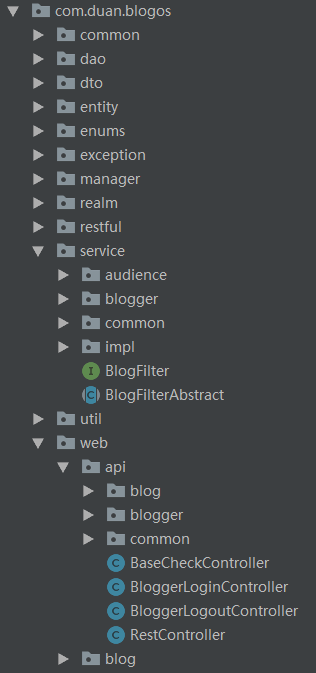 com.duan.blogos
common
dao
dto
entity
enums
exception
manager
realm
restful
service
audience
blogger
common
impl
I BlogFilter
C BlogFilterAbstract
util
web
api
blog
blogger
common
C BaseCheckController
C BloggerLoginController
C BloggerLogoutController
C RestController
blog